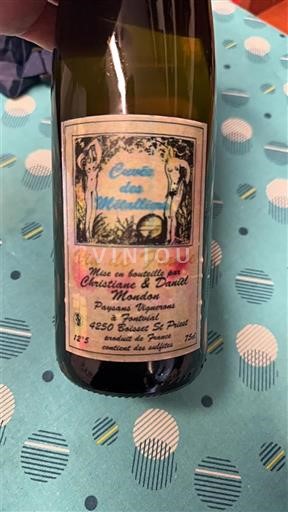 Cuvée
des
Métalliers
VINIOU
Mise en bouteille par
Christiane & Daniel
Mondon
Paysans Vignerons
à Fontvial
4250 Boisset St Priest
12°5 produit de France 75cl
contient des sulfites